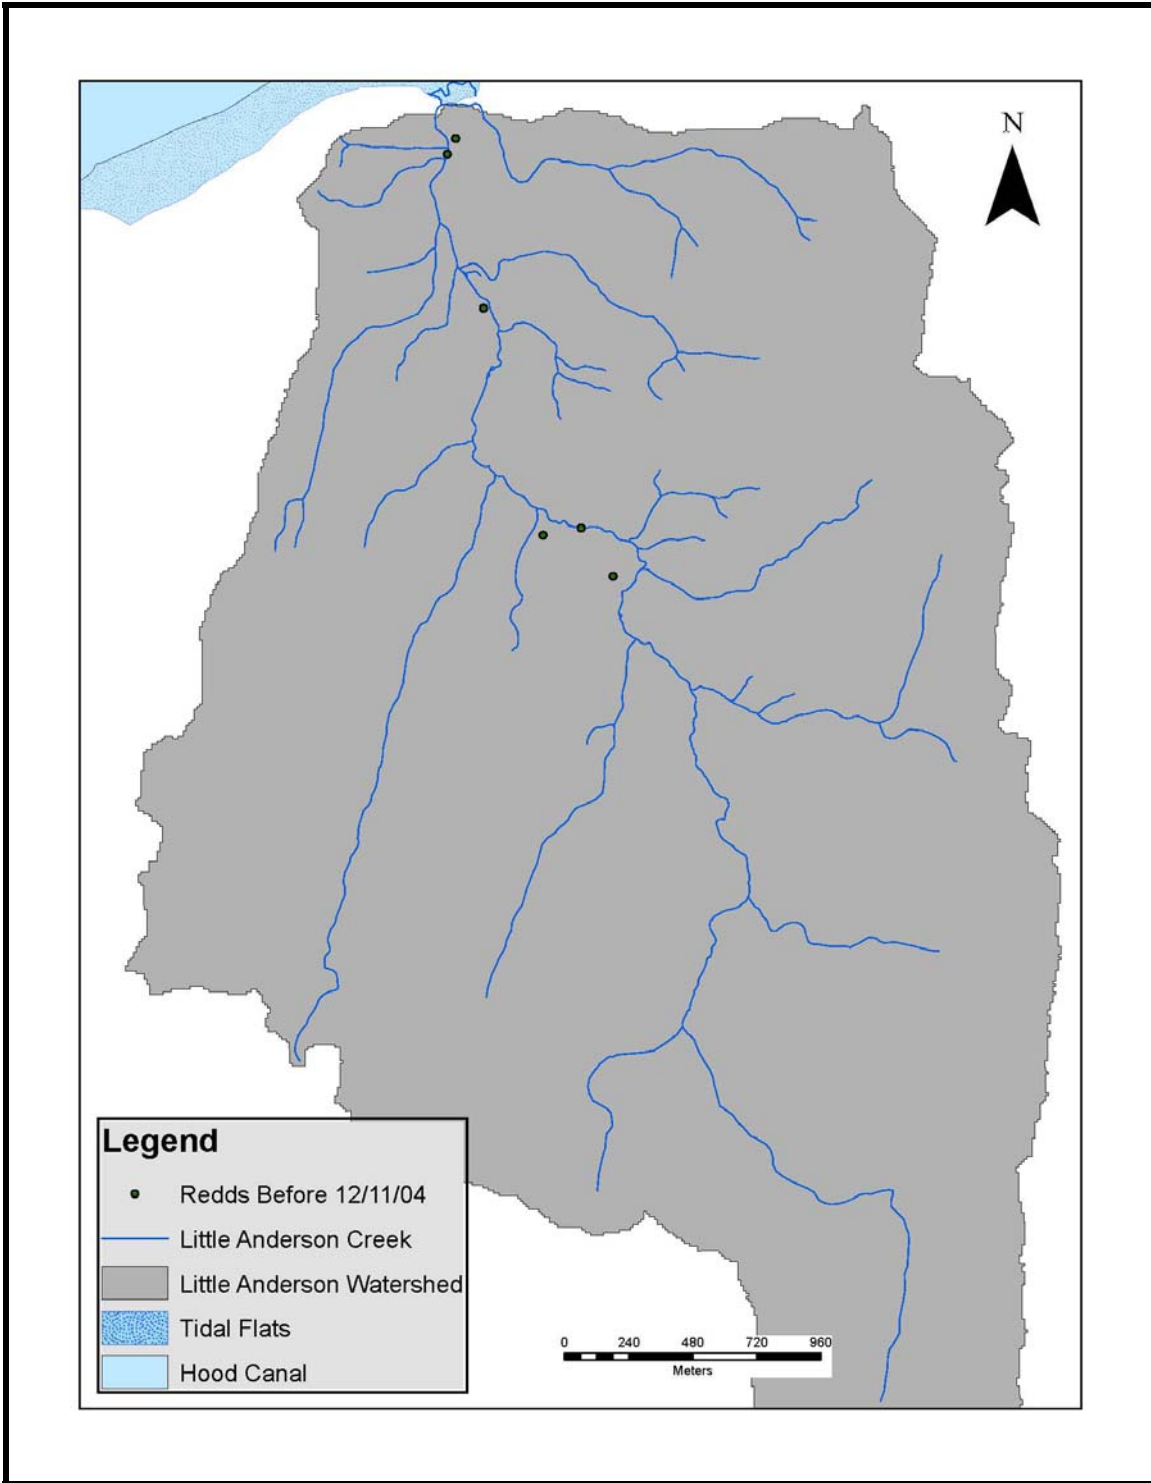 N
Legend
Redds Before 12/11/04
Little Anderson Creek
Little Anderson Watershed
Tidal Flats
Hood Canal
0 240 480 720 960
Meters